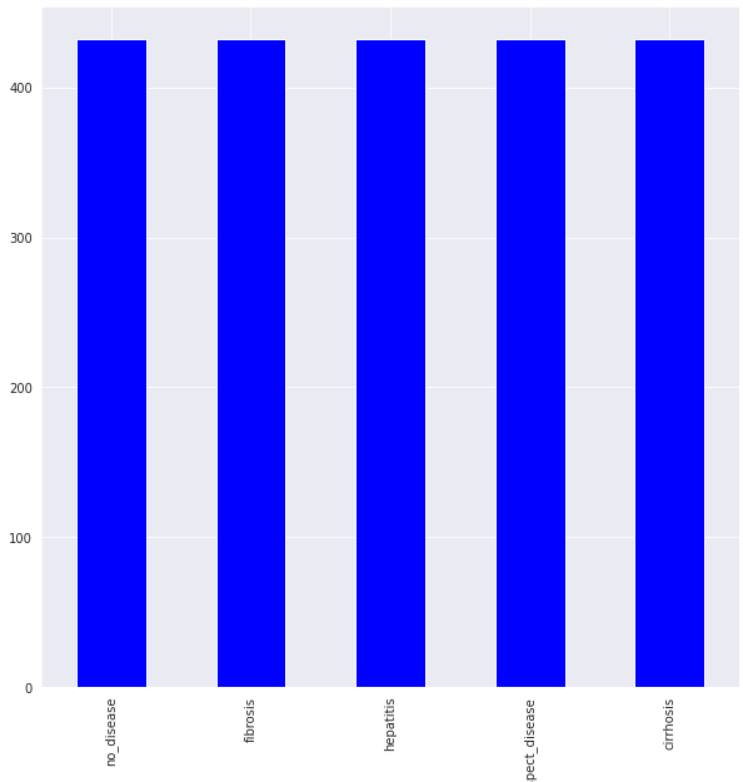 400
300
200
100
0
no_disease
fibrosis
hepatitis
pect_disease
cirrhosis